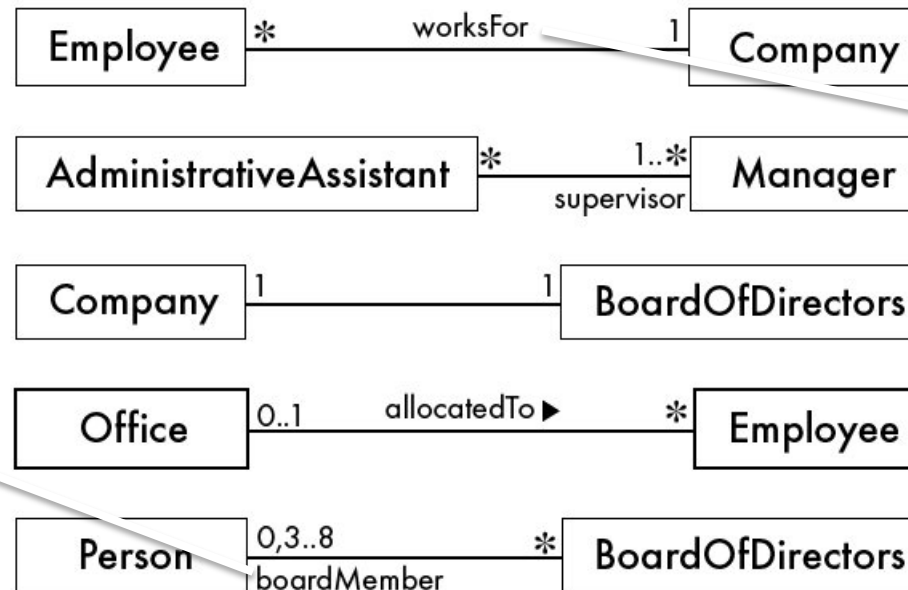 Employee * worksFor 1 Company
AdministrativeAssistant * 1..* Manager
supervisor
Company 1 1 BoardOfDirectors
Office 0..1 allocatedTo ▶ * Employee
Person 0,3..8 * BoardOfDirectors
boardMember